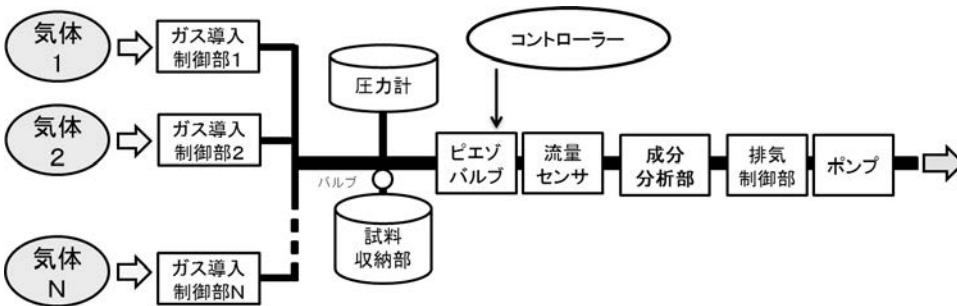 気体
1
ガス導入
制御部1
気体
2
ガス導入
制御部2
気体
N
ガス導入
制御部N
圧力計
バルブ
試料
収納部
コントローラー
ピエゾ
バルブ
流量
センサ
成分
分析部
排気
制御部
ポンプ